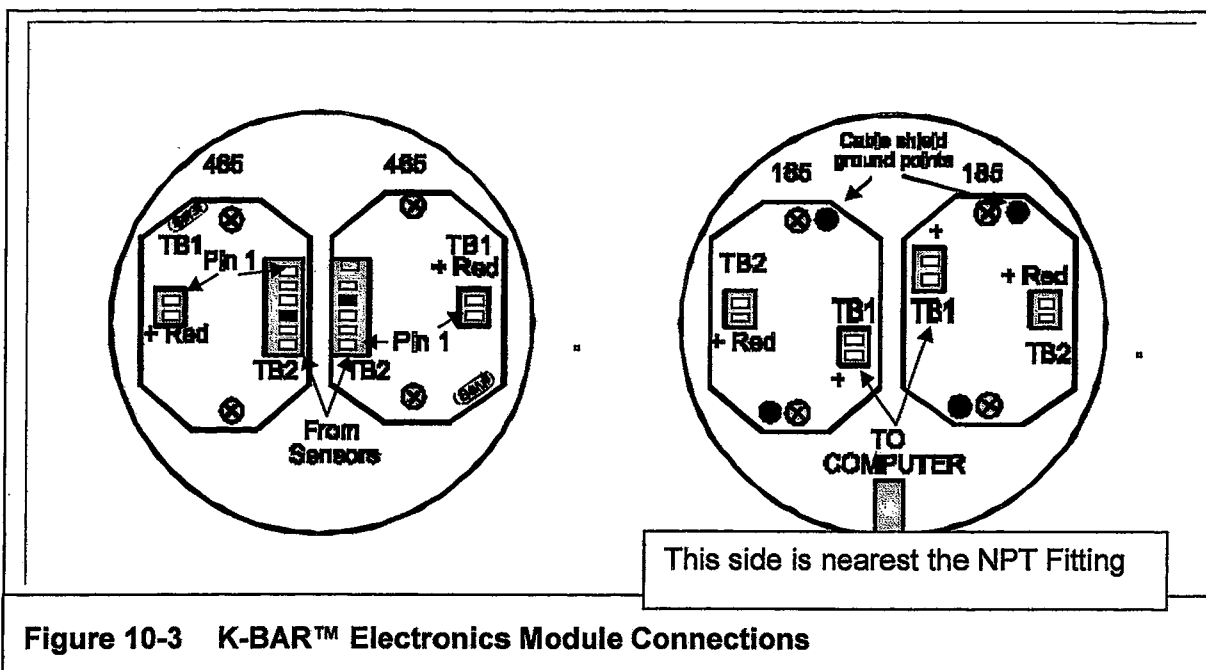 465
465
TB1
Pin 1
+ Red
TB2
From
Sensors
TB1
+ Red
Pin 1
TB2
Cable shield
ground points
185
185
TB2
+ Red
TB1
+
+
TB1
+ Red
TB2
TO
COMPUTER
This side is nearest the NPT Fitting
Figure 10-3 K-BAR™ Electronics Module Connections